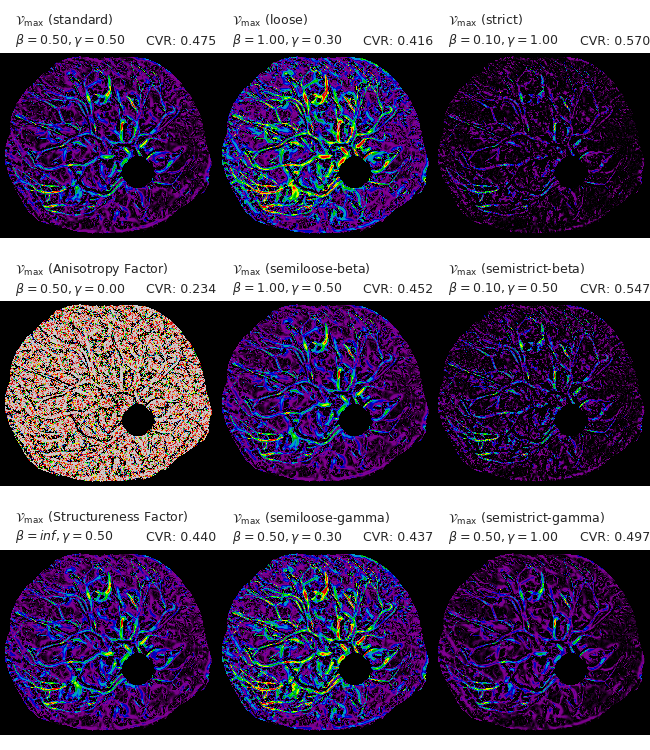 𝒱max (standard)
β = 0.50, γ = 0.50 CVR: 0.475
𝒱max (loose)
β = 1.00, γ = 0.30 CVR: 0.416
𝒱max (strict)
β = 0.10, γ = 1.00 CVR: 0.570
𝒱max (Anisotropy Factor)
β = 0.50, γ = 0.00 CVR: 0.234
𝒱max (semiloose-beta)
β = 1.00, γ = 0.50 CVR: 0.452
𝒱max (semistrict-beta)
β = 0.10, γ = 0.50 CVR: 0.547
𝒱max (Structureness Factor)
β = inf, γ = 0.50 CVR: 0.440
𝒱max (semiloose-gamma)
β = 0.50, γ = 0.30 CVR: 0.437
𝒱max (semistrict-gamma)
β = 0.50, γ = 1.00 CVR: 0.497